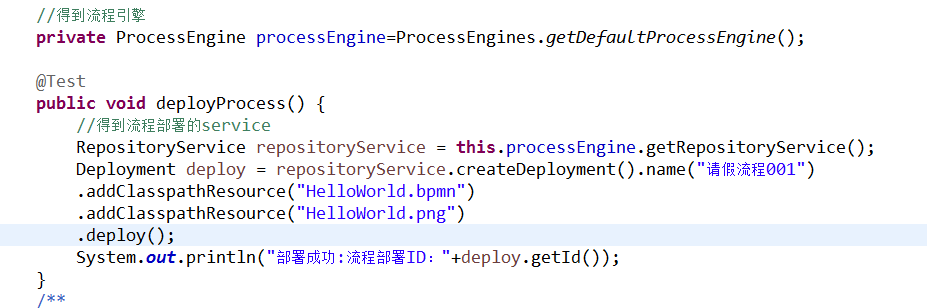 //得到流程引擎
private ProcessEngine processEngine=ProcessEngines.getDefaultProcessEngine();
@Test
public void deployProcess() {
//得到流程部署的service
RepositoryService repositoryService = this.processEngine.getRepositoryService();
Deployment deploy = repositoryService.createDeployment().name("请假流程001")
.addClasspathResource("HelloWorld.bpmn")
.addClasspathResource("HelloWorld.png")
.deploy();
System.out.println("部署成功:流程部署ID："+deploy.getId());
}
/**